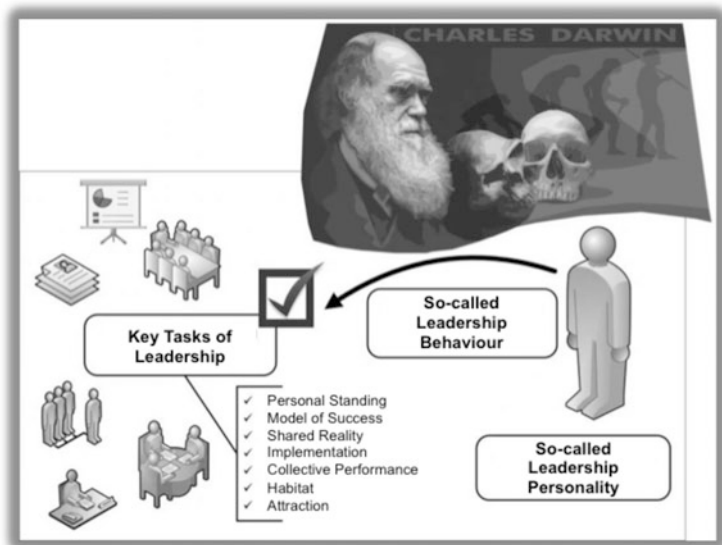 CHARLES DARWIN
So-called
Leadership
Behaviour
Key Tasks of
Leadership
✓ Personal Standing
✓ Model of Success
✓ Shared Reality
✓ Implementation
✓ Collective Performance
✓ Habitat
✓ Attraction
So-called
Leadership
Personality